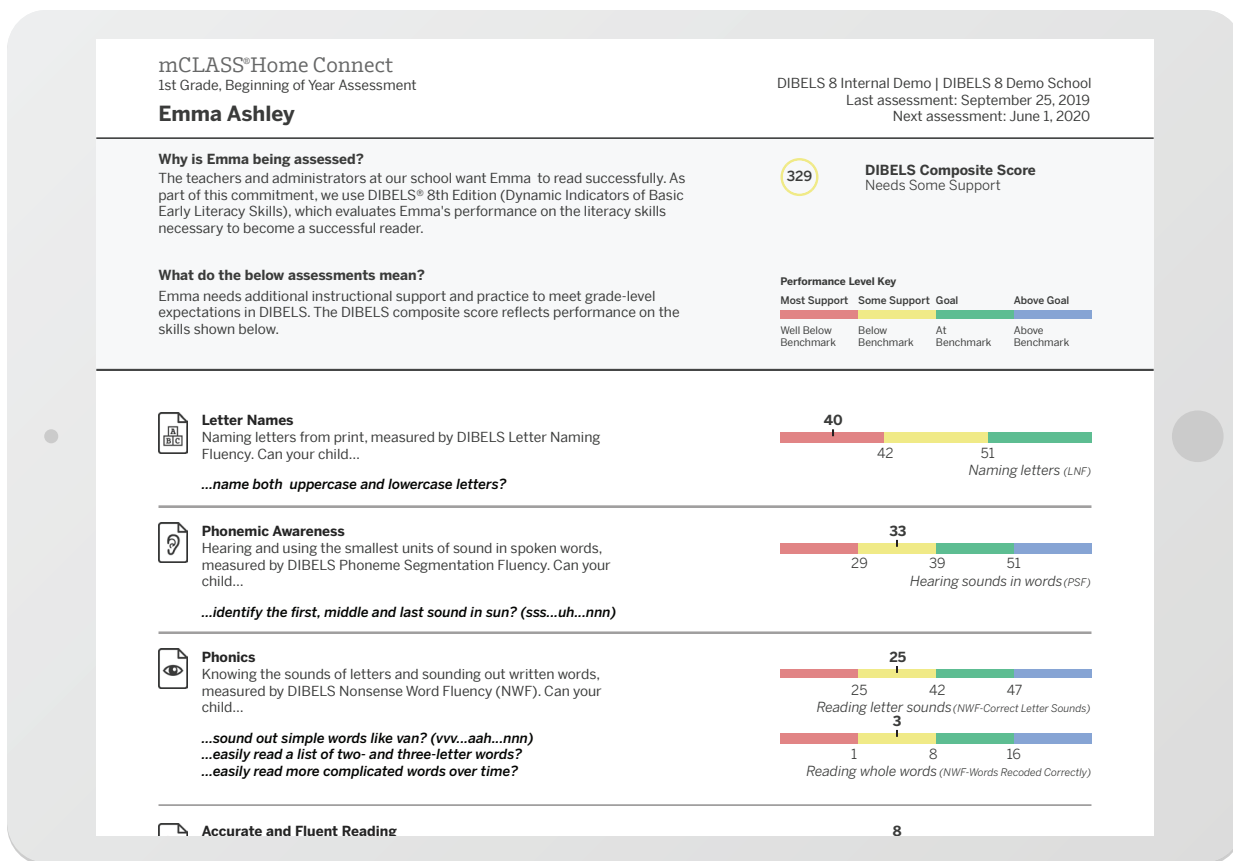 mCLASS®Home Connect
1st Grade, Beginning of Year Assessment
Emma Ashley
DIBELS 8 Internal Demo | DIBELS 8 Demo School
Last assessment: September 25, 2019
Next assessment: June 1, 2020
Why is Emma being assessed?
The teachers and administrators at our school want Emma to read successfully. As
part of this commitment, we use DIBELS® 8th Edition (Dynamic Indicators of Basic
Early Literacy Skills), which evaluates Emma's performance on the literacy skills
necessary to become a successful reader.
329
DIBELS Composite Score
Needs Some Support
What do the below assessments mean?
Emma needs additional instructional support and practice to meet grade-level
expectations in DIBELS. The DIBELS composite score reflects performance on the
skills shown below.
Performance Level Key
Most Support Some Support Goal Above Goal
Well Below Below At Above
Benchmark Benchmark Benchmark Benchmark
A
B C
Letter Names
Naming letters from print, measured by DIBELS Letter Naming
Fluency. Can your child...
...name both uppercase and lowercase letters?
40
42 51
Naming letters (LNF)
Phonemic Awareness
Hearing and using the smallest units of sound in spoken words,
measured by DIBELS Phoneme Segmentation Fluency. Can your
child...
...identify the first, middle and last sound in sun? (sss...uh...nnn)
33
29 39 51
Hearing sounds in words (PSF)
Phonics
Knowing the sounds of letters and sounding out written words,
measured by DIBELS Nonsense Word Fluency (NWF). Can your
child...
...sound out simple words like van? (vvv...aah...nnn)
...easily read a list of two- and three-letter words?
...easily read more complicated words over time?
25
25 42 47
Reading letter sounds (NWF-Correct Letter Sounds)
3
1 8 16
Reading whole words (NWF-Words Recoded Correctly)
Accurate and Fluent Reading
8